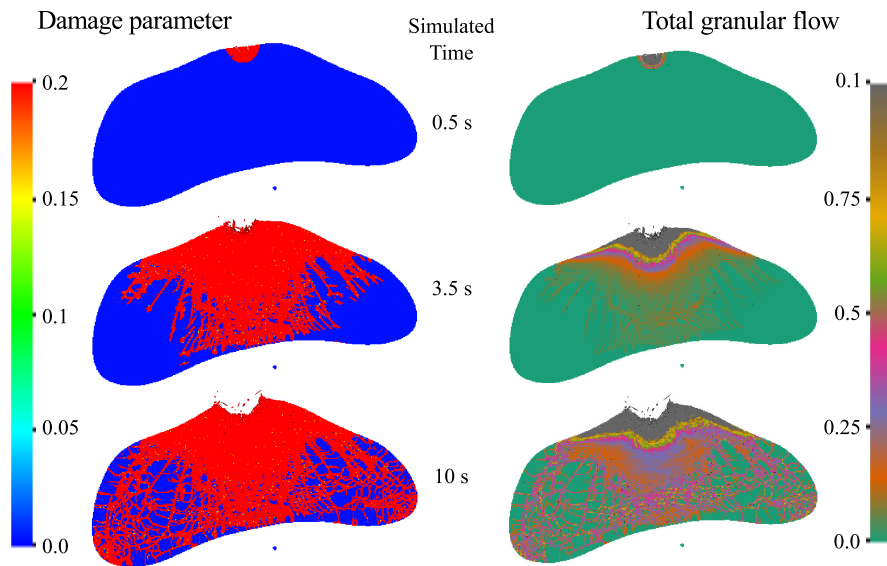 Damage parameter
Simulated
Time
Total granular flow
0.2
0.15
0.1
0.05
0.0
0.5 s
3.5 s
10 s
0.1
0.75
0.5
0.25
0.0